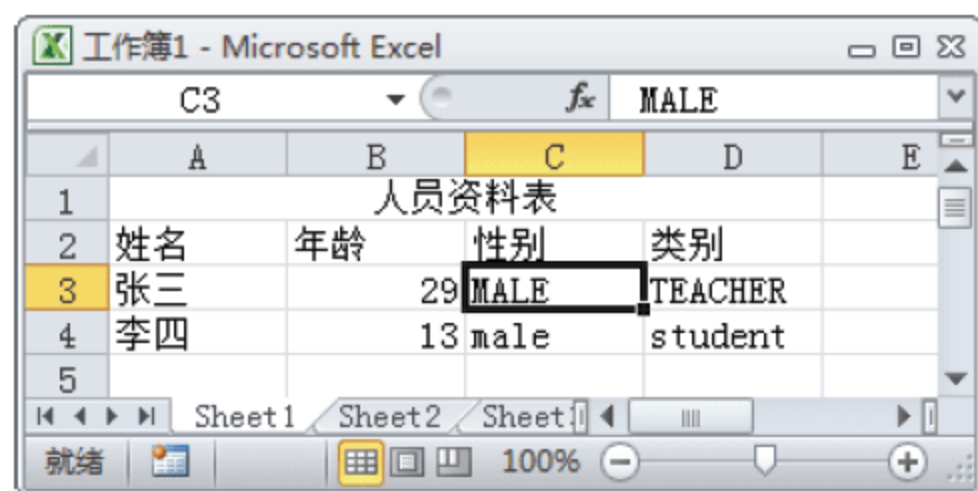 工作簿1 - Microsoft Excel
C3 fx MALE
A B C D E
1 人员资料表
2 姓名 年龄 性别 类别
3 张三 29 MALE TEACHER
4 李四 13 male student
5
Sheet1 Sheet2 Sheet
就绪 100%